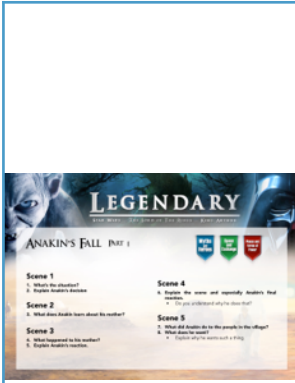 LEGENDARY
STAR WARS - THE LORD OF THE RINGS - KING ARTHUR
ANAKIN'S FALL PART 1
Scene 1
1. What's the situation?
2. Explain Anakin's decision
Scene 2
3. What does Anakin learn about his mother?
Scene 3
4. What happened to his mother?
5. Explain Anakin's reaction.
Scene 4
6. Explain the scene and especially Anakin's final
reaction.
• Do you understand why he does that?
Scene 5
7. What did Anakin do to the people in the village?
8. What does he want?
• Explain why he wants such a thing.